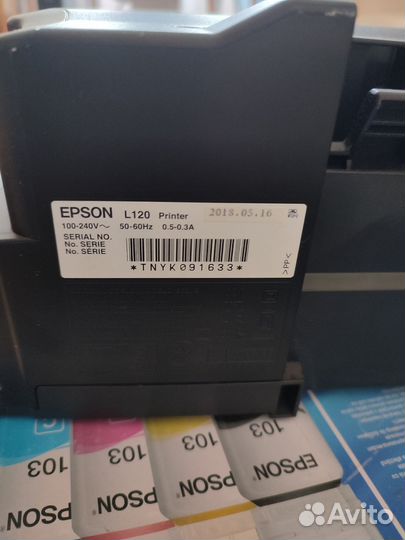 EPSON L120 Printer 2018.05.16
100-240V～ 50-60Hz 0.5-0.3A
SERIAL NO.
No. SERIE
No. SÉRIE
*TNYK091633*
>PP<
C
103
103
103
103
EPSON
EPSON
EPSON
EPSON
Avito